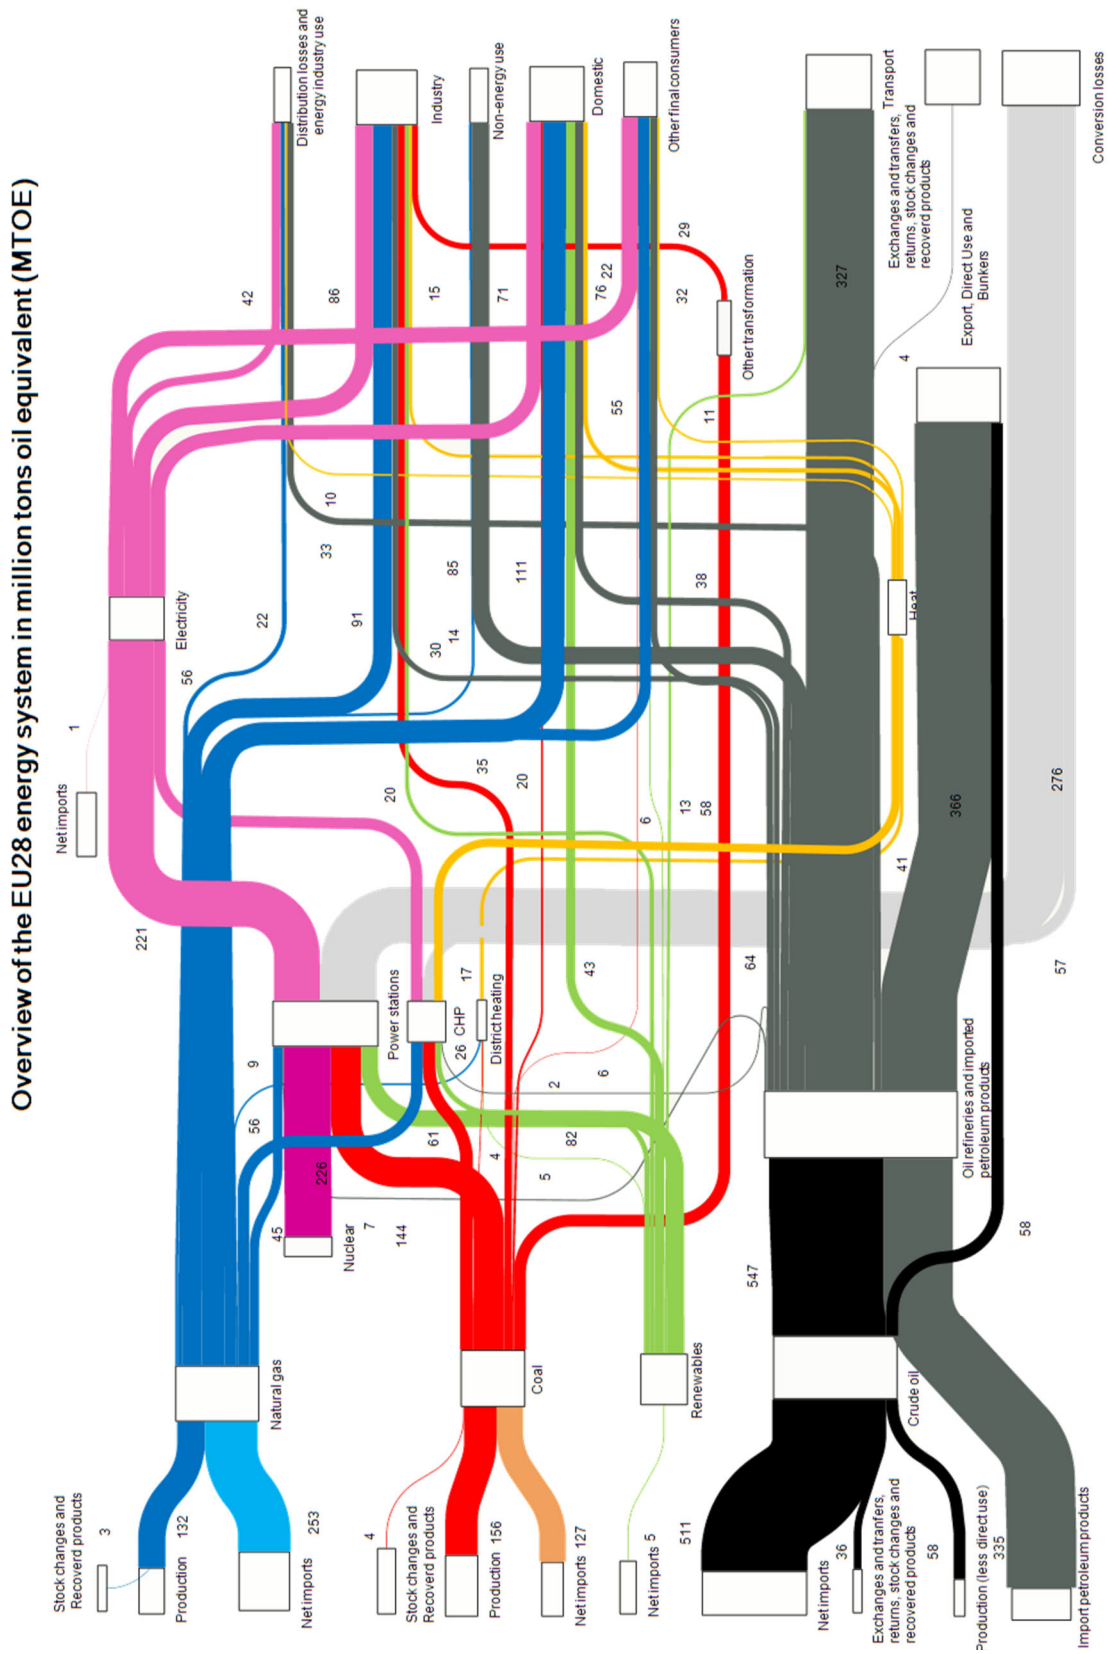 Overview of the EU28 energy system in million tons oil equivalent (MTOE)
Stock changes and
Recoverd products
3
132
Production
253
Net imports
4
Stock changes and
Recoverd products
156
Production
127
Net imports
5
Net imports
511
Net imports
36
Exchanges and tranfers,
returns, stock changes and
recovered products
58
Production (less direct use)
335
Import petroleum products
Natural gas
Coal
Renewables
Crude oil
45
Nuclear
7
144
226
56
9
61
4
5
82
2
6
547
58
Power stations
CHP
26
17
District heating
Oil refineries and imported
petroleum products
221
Net imports
1
43
64
57
41
20
35
20
6
13
58
366
276
Electricity
56
22
91
30
14
33
10
85
111
38
Heat
55
11
42
86
15
71
76
22
32
29
Other transformation
327
4
Export, Direct Use and
Bunkers
Distribution losses and
energy industry use
Industry
Non-energy use
Domestic
Other final consumers
Transport
Exchanges and transfers,
returns, stock changes and
recoverd products
Conversion losses